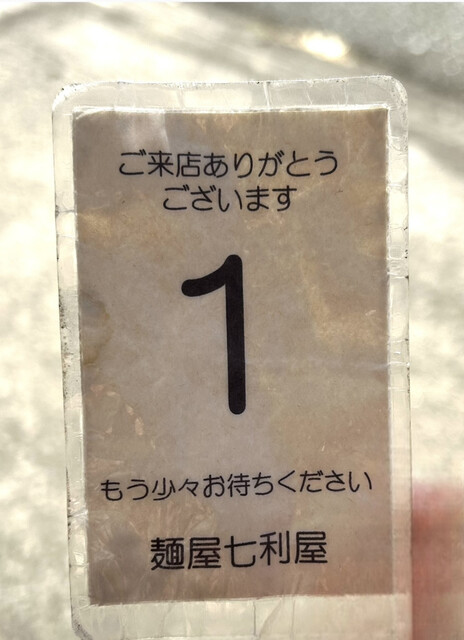 ご来店ありがとう
ございます
1
もう少々お待ちください
麺屋七利屋